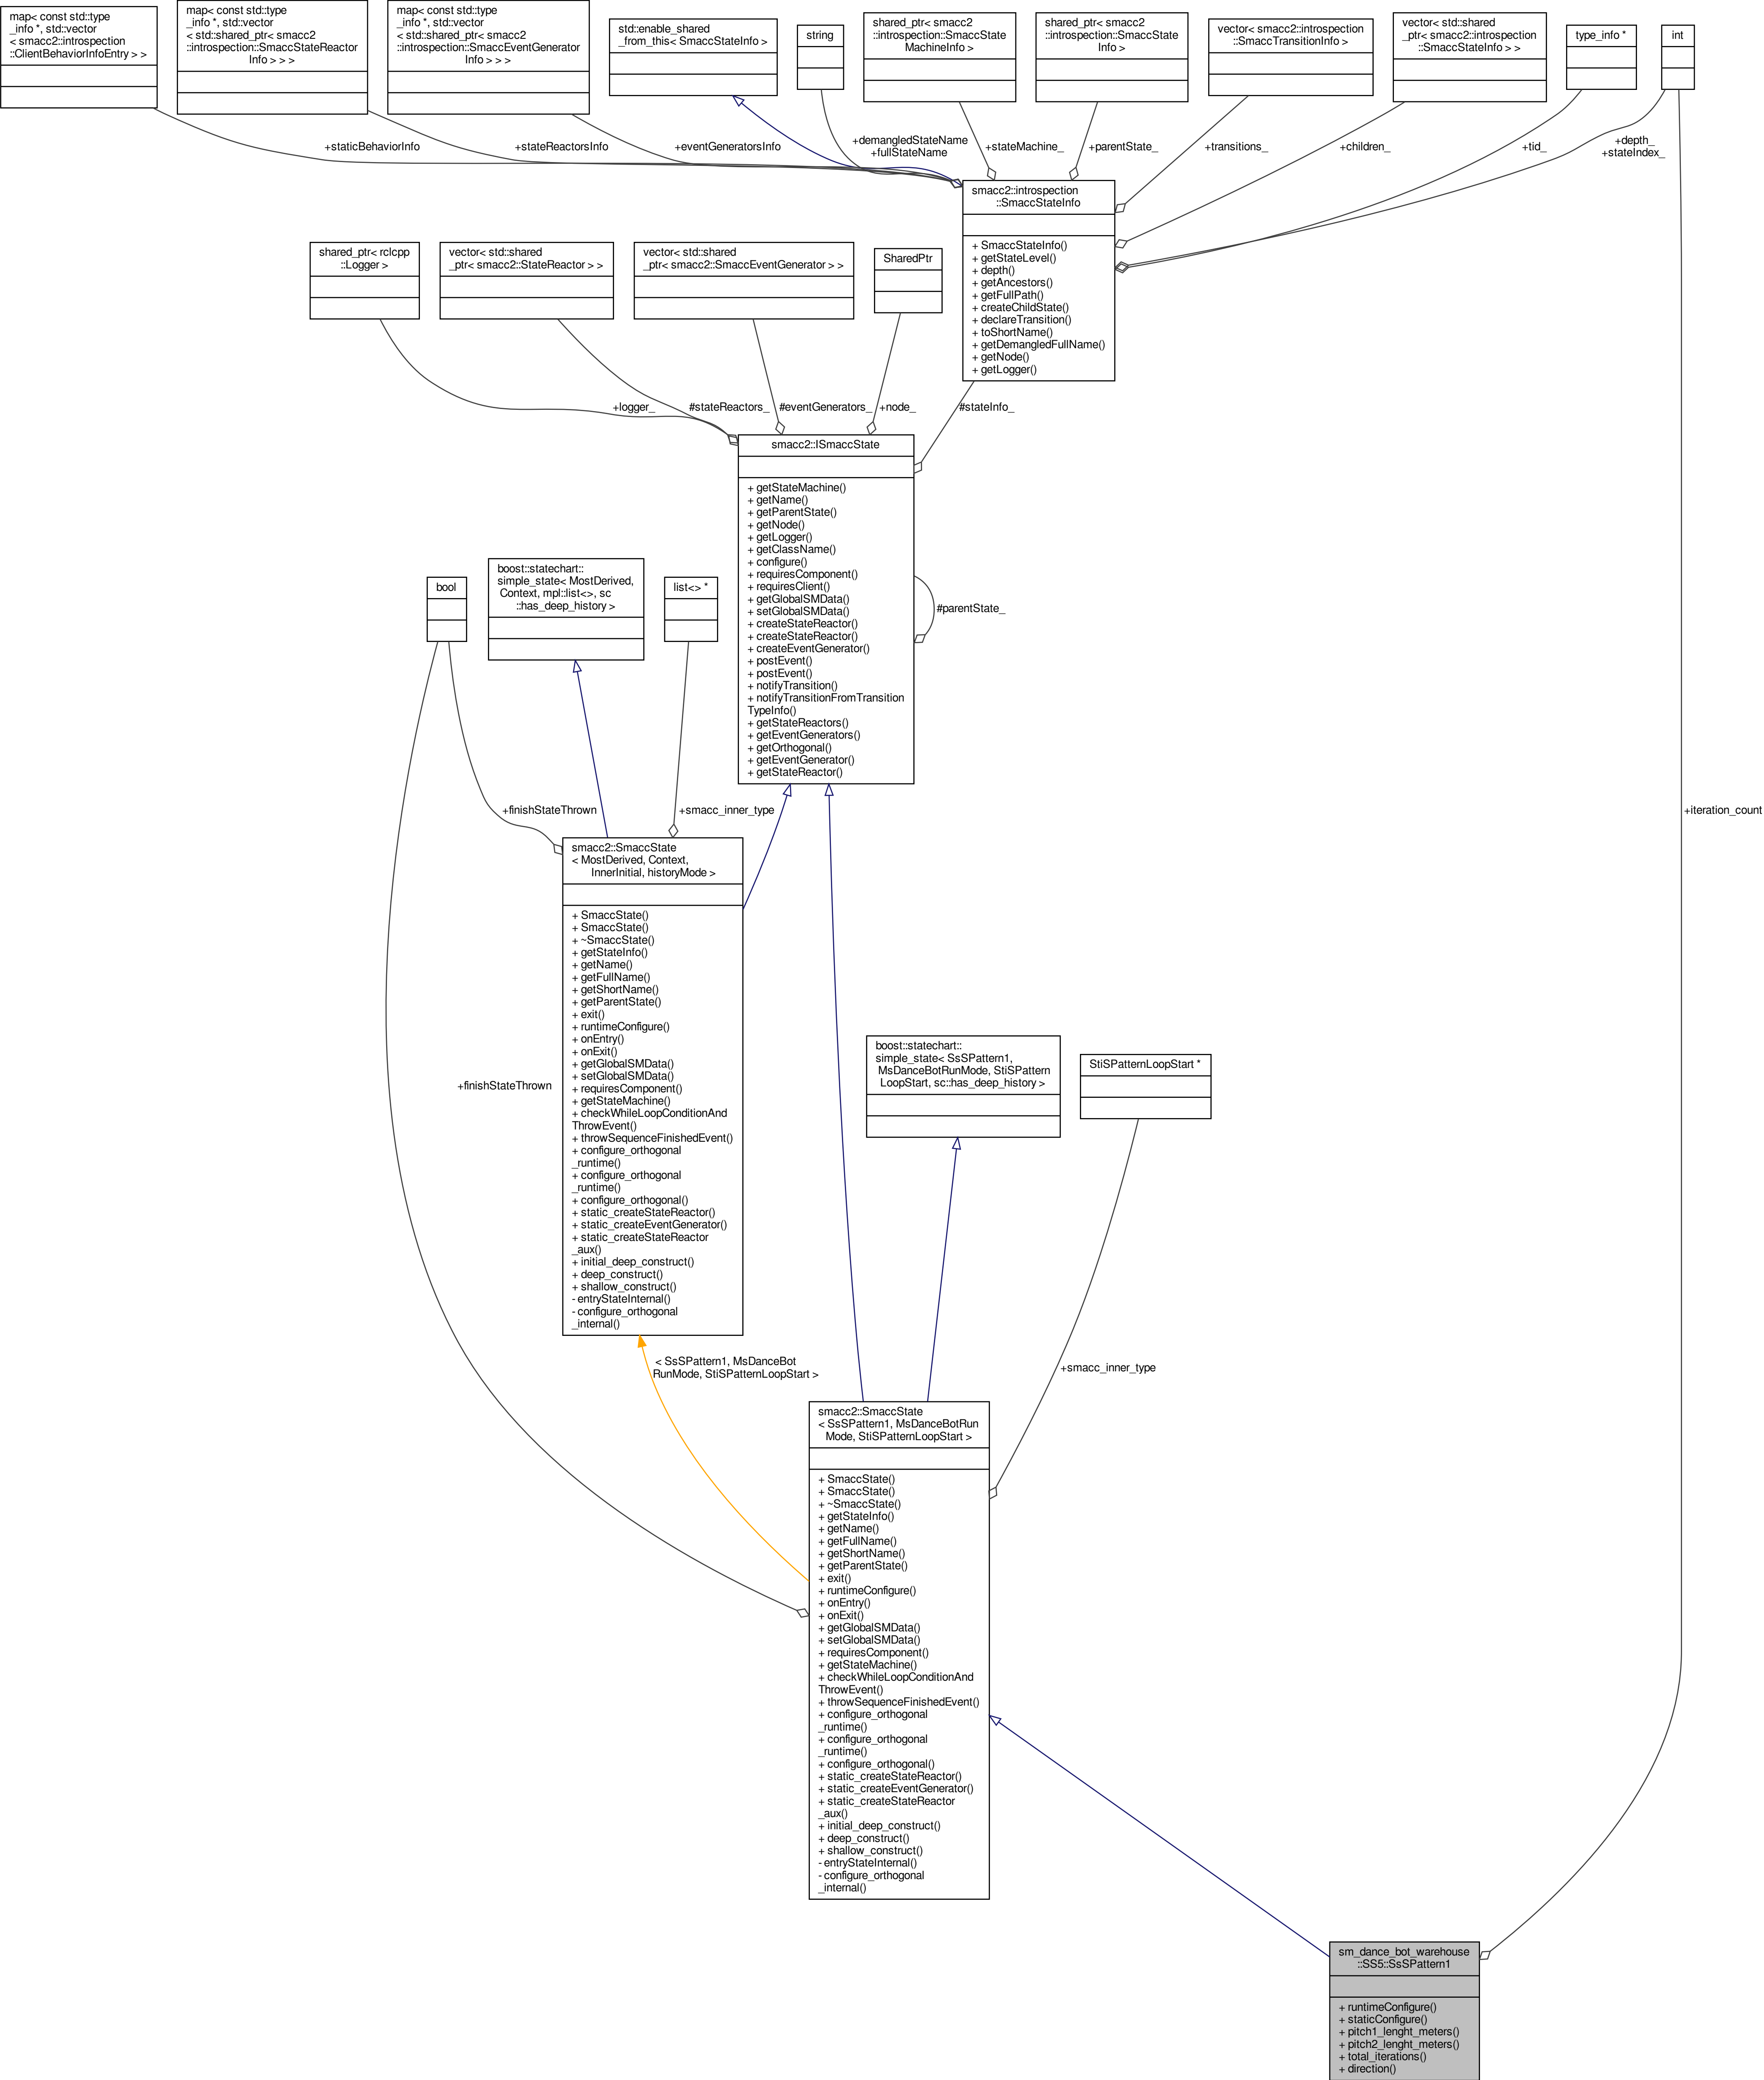 map< const std::type
_info *, std::vector
< smacc2::introspection
::ClientBehaviorInfoEntry > >
map< const std::type
_info *, std::vector
< std::shared_ptr< smacc2
::introspection::SmaccStateReactor
Info > > >
map< const std::type
_info *, std::vector
< std::shared_ptr< smacc2
::introspection::SmaccEventGenerator
Info > > >
std::enable_shared
_from_this< SmaccStateInfo >
string
shared_ptr< smacc2
::introspection::SmaccState
MachineInfo >
shared_ptr< smacc2
::introspection::SmaccState
Info >
vector< smacc2::introspection
::SmaccTransitionInfo >
vector< std::shared
_ptr< smacc2::introspection
::SmaccStateInfo > >
type_info *
int
+staticBehaviorInfo
+stateReactorsInfo
+eventGeneratorsInfo
+demangledStateName
+fullStateName
+stateMachine_
+parentState_
+transitions_
+children_
+tid_
+depth_
+stateIndex_
smacc2::introspection
::SmaccStateInfo
+ SmaccStateInfo()
+ getStateLevel()
+ depth()
+ getAncestors()
+ getFullPath()
+ createChildState()
+ declareTransition()
+ toShortName()
+ getDemangledFullName()
+ getNode()
+ getLogger()
shared_ptr< rclcpp
::Logger >
vector< std::shared
_ptr< smacc2::StateReactor > >
vector< std::shared
_ptr< smacc2::SmaccEventGenerator > >
SharedPtr
+logger_
#stateReactors_
#eventGenerators_
+node_
#stateInfo_
smacc2::ISmaccState
+ getStateMachine()
+ getName()
+ getParentState()
+ getNode()
+ getLogger()
+ getClassName()
+ configure()
+ requiresComponent()
+ requiresClient()
+ getGlobalSMData()
+ setGlobalSMData()
+ createStateReactor()
+ createStateReactor()
+ createEventGenerator()
+ postEvent()
+ postEvent()
+ notifyTransition()
+ notifyTransitionFromTransition
TypeInfo()
+ getStateReactors()
+ getEventGenerators()
+ getOrthogonal()
+ getEventGenerator()
+ getStateReactor()
#parentState_
bool
boost::statechart::
simple_state< MostDerived,
Context, mpl::list<>, sc
::has_deep_history >
list<> *
+finishStateThrown
+smacc_inner_type
+iteration_count
smacc2::SmaccState
< MostDerived, Context,
InnerInitial, historyMode >
+ SmaccState()
+ SmaccState()
+ ~SmaccState()
+ getStateInfo()
+ getName()
+ getFullName()
+ getShortName()
+ getParentState()
+ exit()
+ runtimeConfigure()
+ onEntry()
+ onExit()
+ getGlobalSMData()
+ setGlobalSMData()
+ requiresComponent()
+ getStateMachine()
+ checkWhileLoopConditionAnd
ThrowEvent()
+ throwSequenceFinishedEvent()
+ configure_orthogonal
_runtime()
+ configure_orthogonal
_runtime()
+ configure_orthogonal()
+ static_createStateReactor()
+ static_createEventGenerator()
+ static_createStateReactor
_aux()
+ initial_deep_construct()
+ deep_construct()
+ shallow_construct()
- entryStateInternal()
- configure_orthogonal
_internal()
+finishStateThrown
boost::statechart::
simple_state< SsSPattern1,
MsDanceBotRunMode, StiSPattern
LoopStart, sc::has_deep_history >
StiSPatternLoopStart *
< SsSPattern1, MsDanceBot
RunMode, StiSPatternLoopStart >
+smacc_inner_type
smacc2::SmaccState
< SsSPattern1, MsDanceBotRun
Mode, StiSPatternLoopStart >
+ SmaccState()
+ SmaccState()
+ ~SmaccState()
+ getStateInfo()
+ getName()
+ getFullName()
+ getShortName()
+ getParentState()
+ exit()
+ runtimeConfigure()
+ onEntry()
+ onExit()
+ getGlobalSMData()
+ setGlobalSMData()
+ requiresComponent()
+ getStateMachine()
+ checkWhileLoopConditionAnd
ThrowEvent()
+ throwSequenceFinishedEvent()
+ configure_orthogonal
_runtime()
+ configure_orthogonal
_runtime()
+ configure_orthogonal()
+ static_createStateReactor()
+ static_createEventGenerator()
+ static_createStateReactor
_aux()
+ initial_deep_construct()
+ deep_construct()
+ shallow_construct()
- entryStateInternal()
- configure_orthogonal
_internal()
sm_dance_bot_warehouse
::SS5::SsSPattern1
+ runtimeConfigure()
+ staticConfigure()
+ pitch1_lenght_meters()
+ pitch2_lenght_meters()
+ total_iterations()
+ direction()